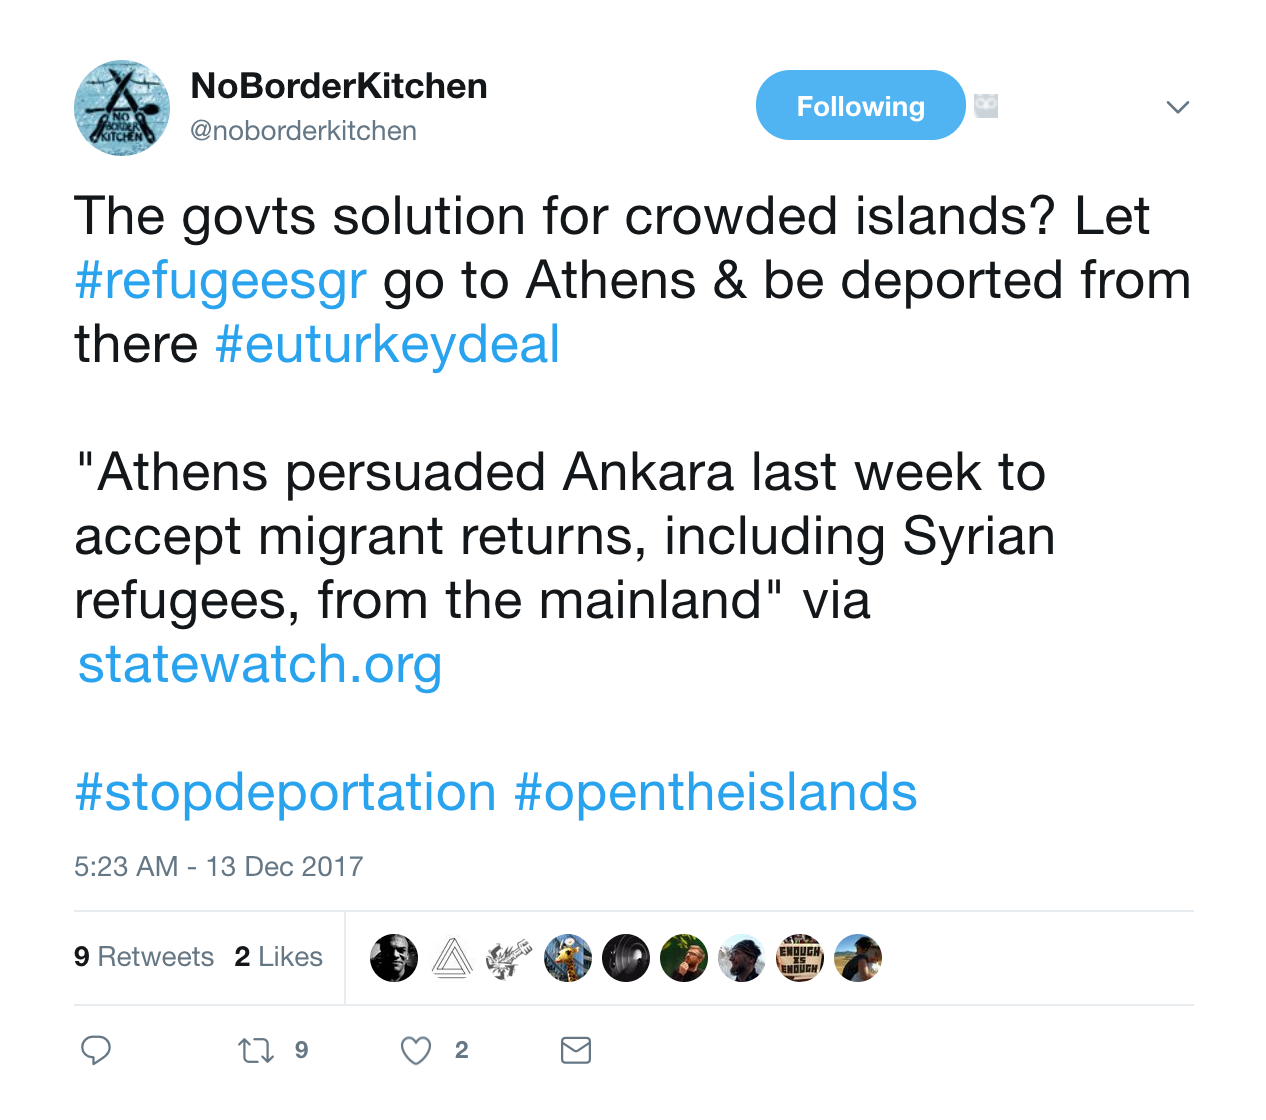 NoBorderKitchen
@noborderkitchen
Following
The govts solution for crowded islands? Let
#refugeesgr go to Athens & be deported from
there #euturkeydeal
"Athens persuaded Ankara last week to
accept migrant returns, including Syrian
refugees, from the mainland" via
statewatch.org
#stopdeportation #opentheislands
5:23 AM - 13 Dec 2017
9 Retweets 2 Likes
9 2
NO
BORDER
KITCHEN
ENOUGH
IS
ENOUGH